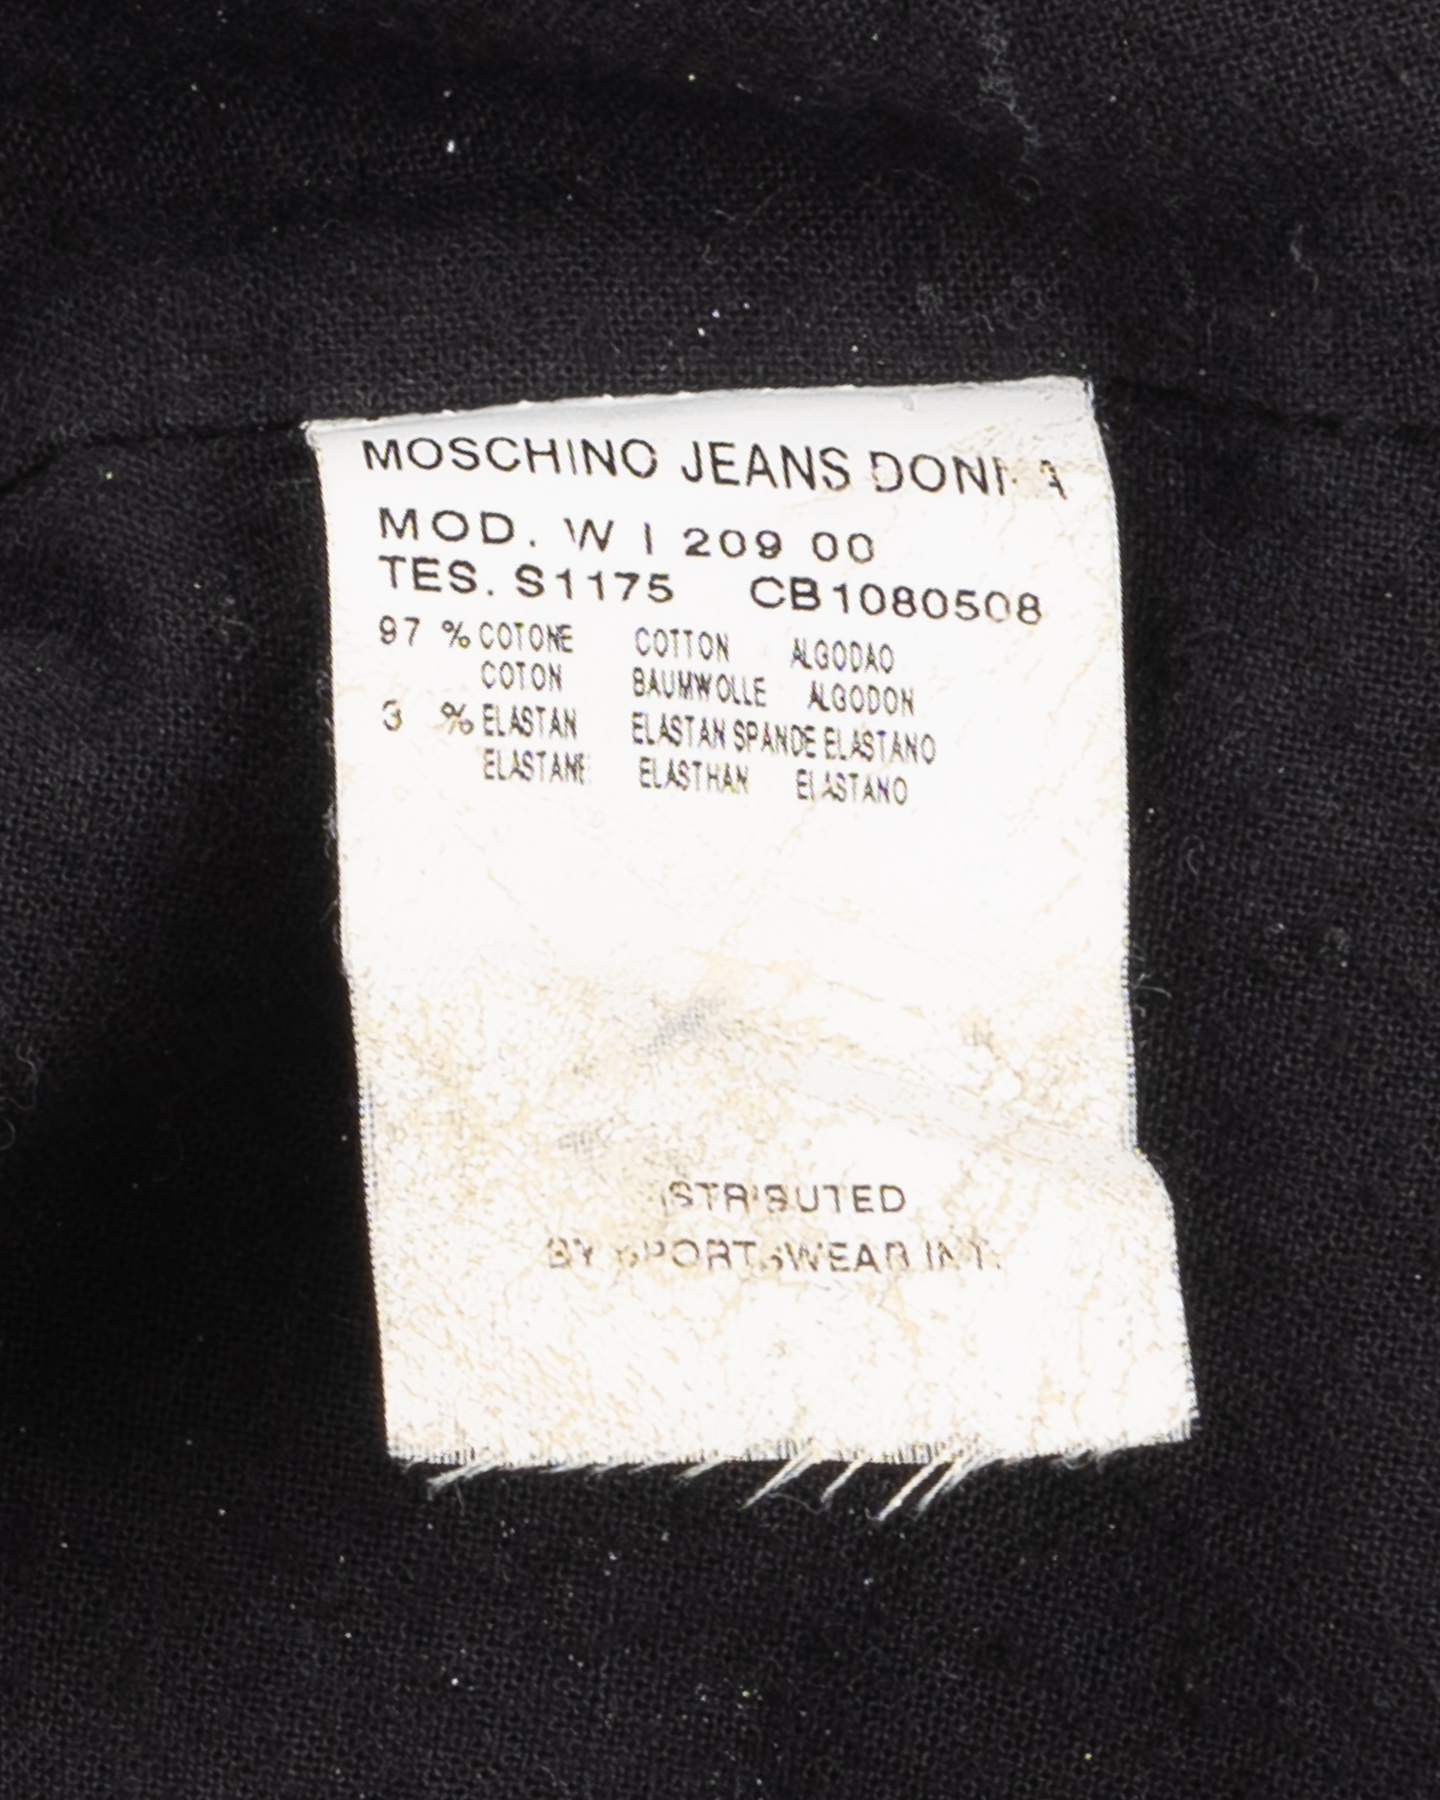 MOSCHINO JEANS DONNA
MOD. W I 209 00
TES. S1175 CB1080508
97 % COTONE COTTON ALGODAO
COTON BAUMWOLLE ALGODON
3 % ELASTAN ELASTAN SPANDE ELASTANO
ELASTANE ELASTHAN ELASTANO
ISTRIBUTED
BY SPORTSWEAR INT.